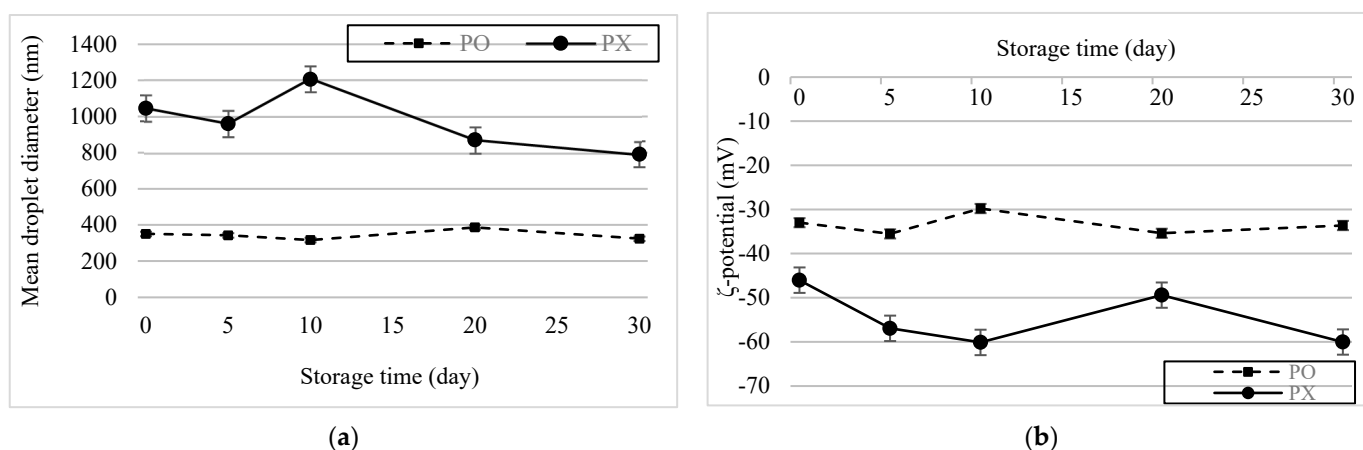 Mean droplet diameter (nm)
1400
1200
1000
800
600
400
200
0
PO PX
0 5 10 15 20 25 30
Storage time (day)
(a)
Storage time (day)
ζ-potential (mV)
0
-10
-20
-30
-40
-50
-60
-70
0 5 10 15 20 25 30
PO
PX
(b)